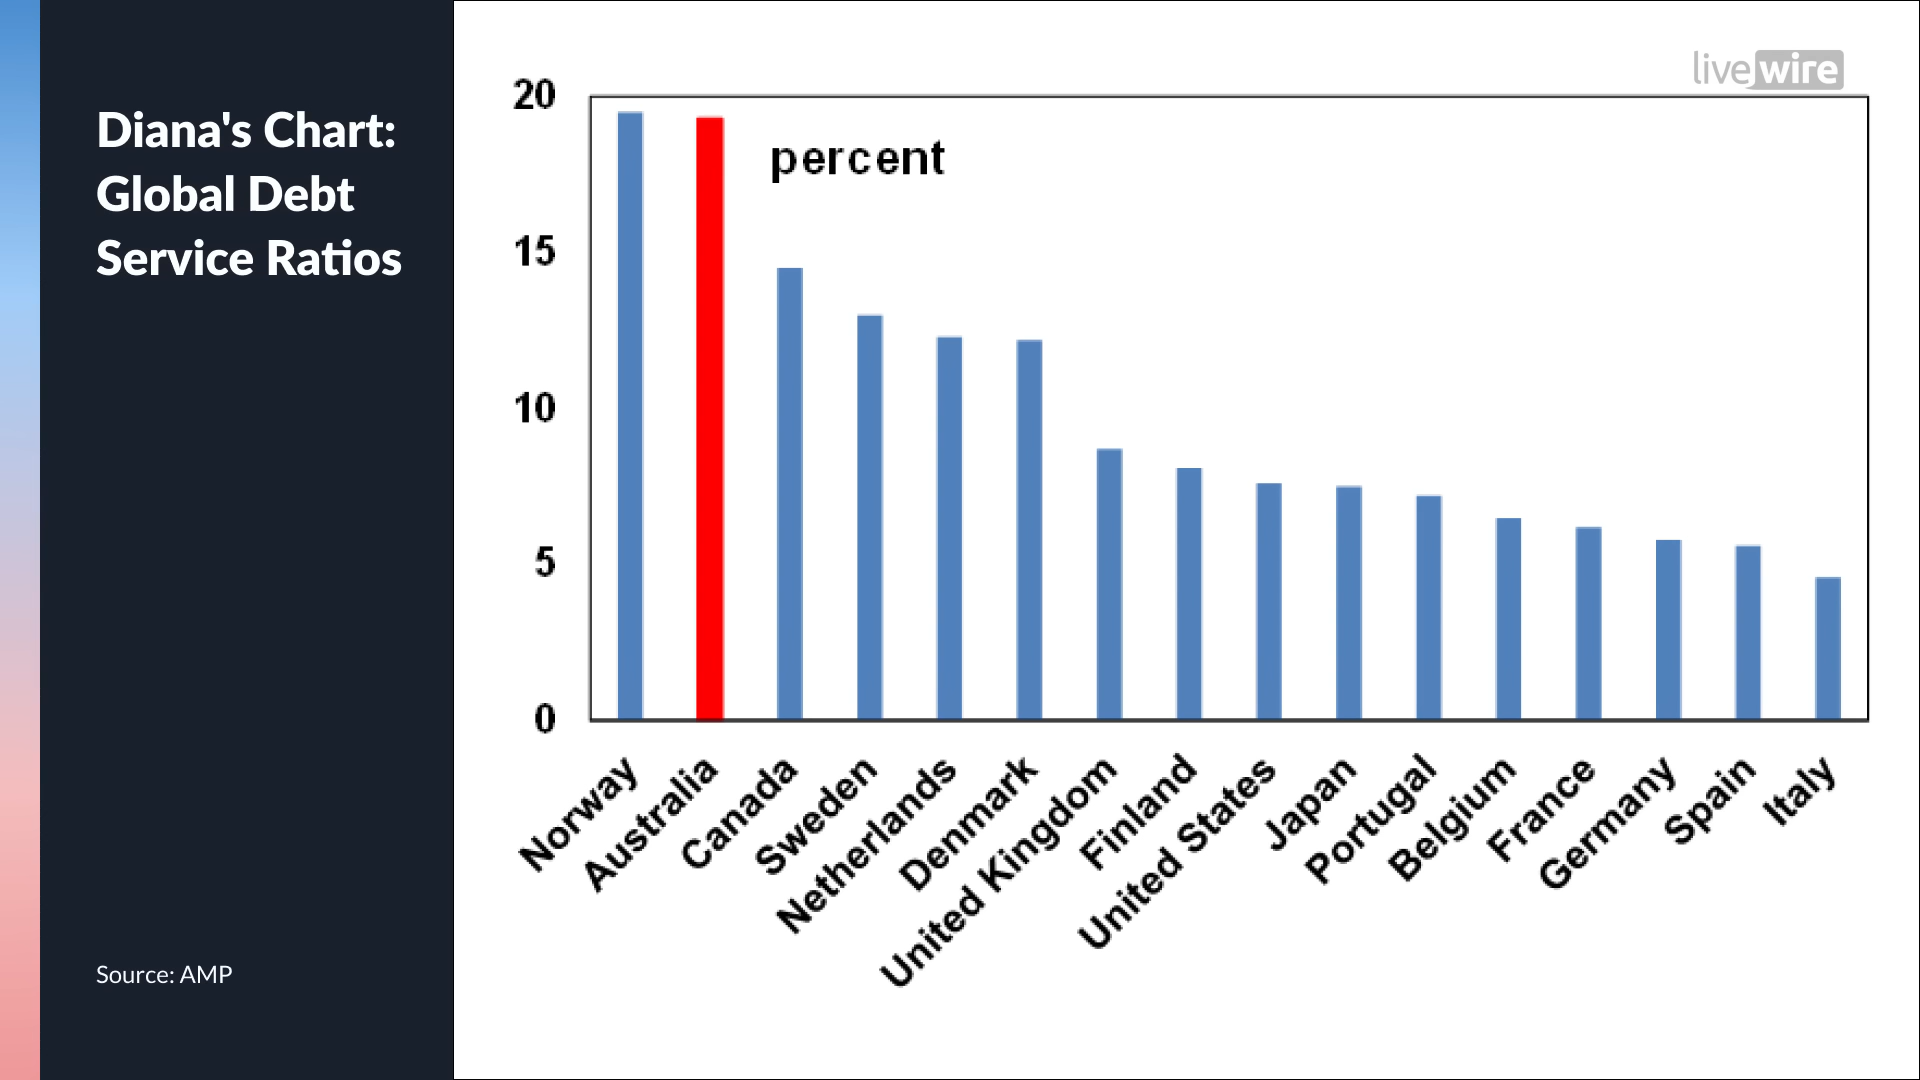 Diana's Chart:
Global Debt
Service Ratios
Source: AMP
livewire
percent
20
15
10
5
0
Norway
Australia
Canada
Sweden
Netherlands
Denmark
United Kingdom
Finland
United States
Japan
Portugal
Belgium
France
Germany
Spain
Italy